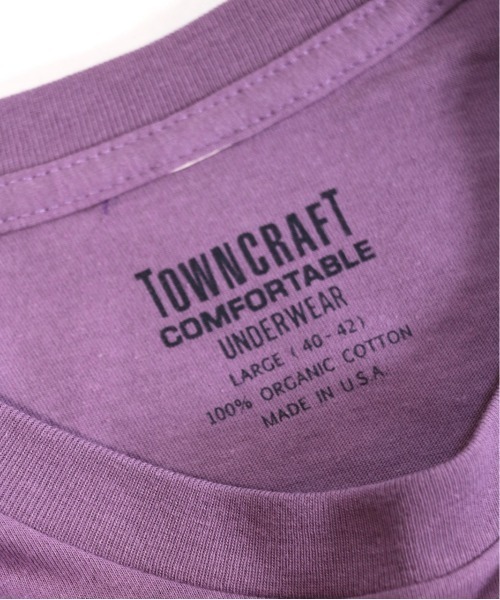 TOWNCRAFT
COMFORTABLE
UNDERWEAR
LARGE (40-42)
100% ORGANIC COTTON
MADE IN U.S.A.